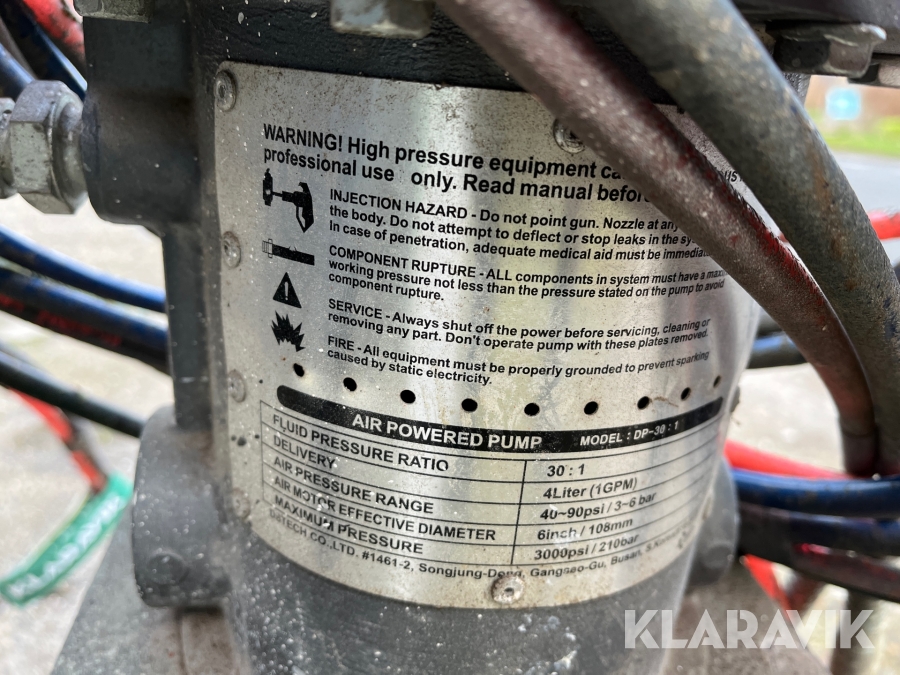 KLARAVIK
WARNING! High pressure equipment
professional use only. Read manual before
INJECTION HAZARD - Do not point gun. Nozzle at any
the body. Do not attempt to deflect or stop leaks in the
In case of penetration, adequate medical aid must be
COMPONENT RUPTURE - ALL components in system must have a
working pressure not less than the pressure stated on the pump to avoid
component rupture.
SERVICE - Always shut off the power before servicing, cleaning or
removing any part. Don't operate pump with these plates removed.
FIRE - All equipment must be properly grounded to prevent sparking
caused by static electricity.
AIR POWERED PUMP MODEL : DP-30 : 1
FLUID PRESSURE RATIO 30 : 1
DELIVERY 4Liter (1GPM)
AIR PRESSURE RANGE 40~90psi / 3~6 bar
AIR MOTOR EFFECTIVE DIAMETER 6inch / 108mm
MAXIMUM PRESSURE 3000psi / 210bar
DSTECH CO.,LTD. #1461-2, Songjung-Dong, Gangseo-Gu, Busan,
KLARAVIK
KLARAVIK